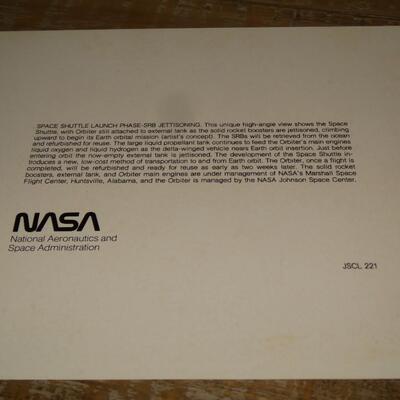 SPACE SHUTTLE LAUNCH PHASE-SRB JETTISONING. This unique high-angle view shows the Space
Shuttle, with Orbiter still attached to external tank as the solid rocket boosters are jettisoned, climbing
upward to begin its Earth orbital mission (artist's concept). The SRBs will be retrieved from the ocean
and refurbished for reuse. The large liquid propellant tank continues to feed the Orbiter's main engines
liquid oxygen and liquid hydrogen as the delta-winged vehicle nears Earth orbit insertion. Just before
entering orbit the now-empty external tank is jettisoned. The development of the Space Shuttle in-
troduces a new, low-cost method of transportation to and from Earth orbit. The Orbiter, once a flight is
completed, will be refurbished and ready for reuse as early as two weeks later. The solid rocket
boosters, external tank, and Orbiter main engines are under management of NASA's Marshall Space
Flight Center, Huntsville, Alabama, and the Orbiter is managed by the NASA Johnson Space Center.
NASA
National Aeronautics and
Space Administration
JSCL 221